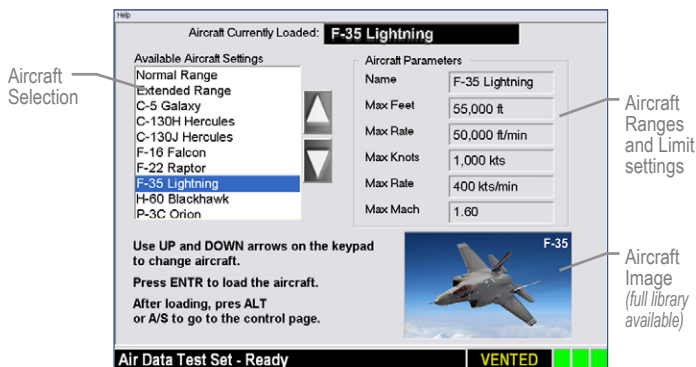 Help
Aircraft Currently Loaded: F-35 Lightning
Available Aircraft Settings
Normal Range
Extended Range
C-5 Galaxy
C-130H Hercules
C-130J Hercules
F-16 Falcon
F-22 Raptor
F-35 Lightning
H-60 Blackhawk
P-3C Orion
Aircraft Parameters
Name F-35 Lightning
Max Feet 55,000 ft
Max Rate 50,000 ft/min
Max Knots 1,000 kts
Max Rate 400 kts/min
Max Mach 1.60
Use UP and DOWN arrows on the keypad
to change aircraft.
Press ENTR to load the aircraft.
After loading, pres ALT
or A/S to go to the control page.
F-35
Air Data Test Set - Ready
VENTED
Aircraft
Selection
Aircraft
Ranges
and Limit
settings
Aircraft
Image
(full library
available)